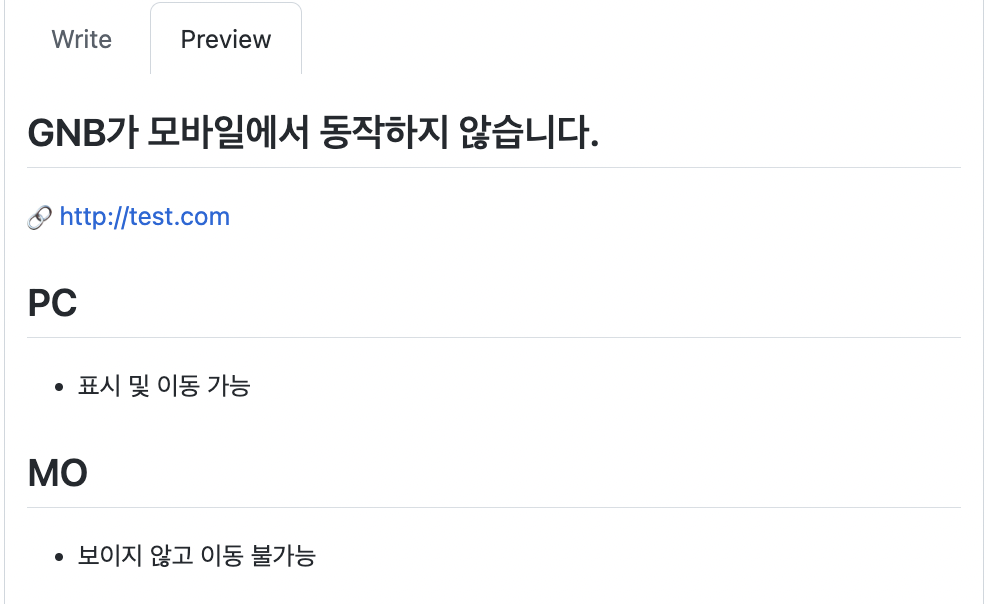 Write
Preview
GNB가 모바일에서 동작하지 않습니다.
🔗 http://test.com
PC
• 표시 및 이동 가능
MO
• 보이지 않고 이동 불가능